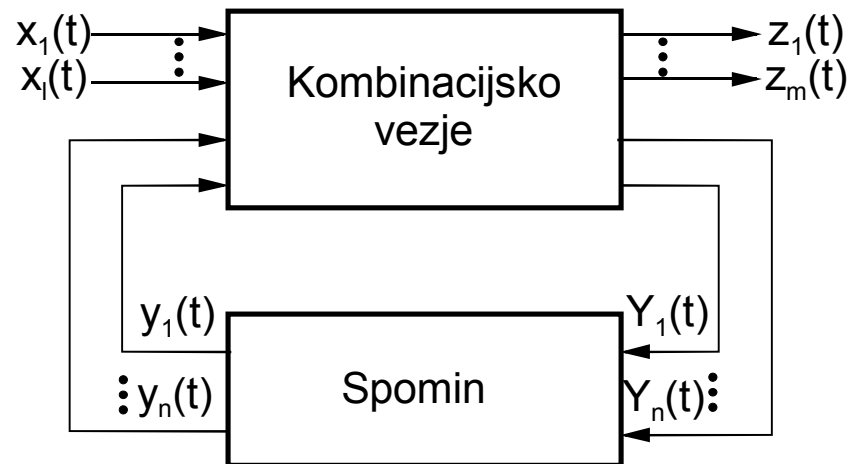 x₁(t)
xₗ(t)
Kombinacijsko
vezje
z₁(t)
zₘ(t)
y₁(t)
yₙ(t)
Spomin
Y₁(t)
Yₙ(t)